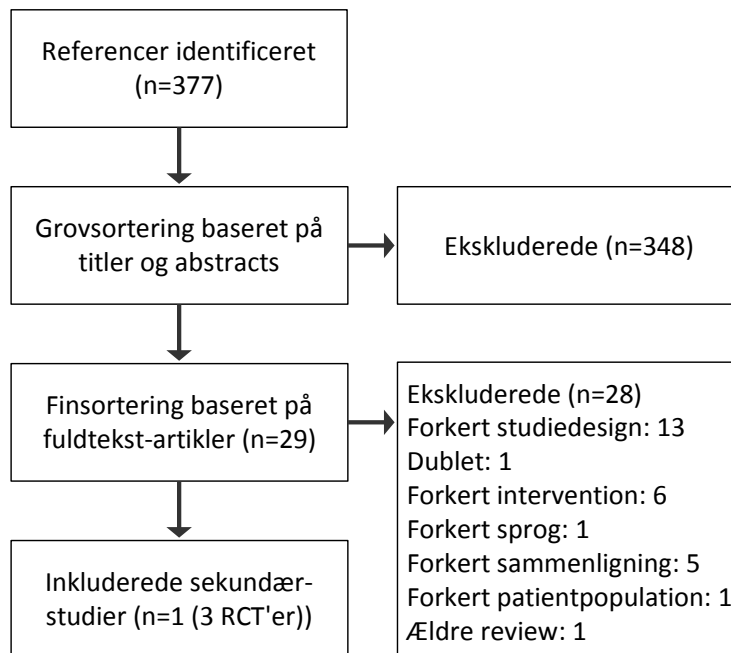 Referencer identificeret
(n=377)
Grovsortering baseret på
titler og abstracts
Ekskluderede (n=348)
Finsortering baseret på
fuldtekst-artikler (n=29)
Ekskluderede (n=28)
Forkert studiedesign: 13
Dublet: 1
Forkert intervention: 6
Forkert sprog: 1
Forkert sammenligning: 5
Forkert patientpopulation: 1
Ældre review: 1
Inkluderede sekundær-
studier (n=1 (3 RCT'er))